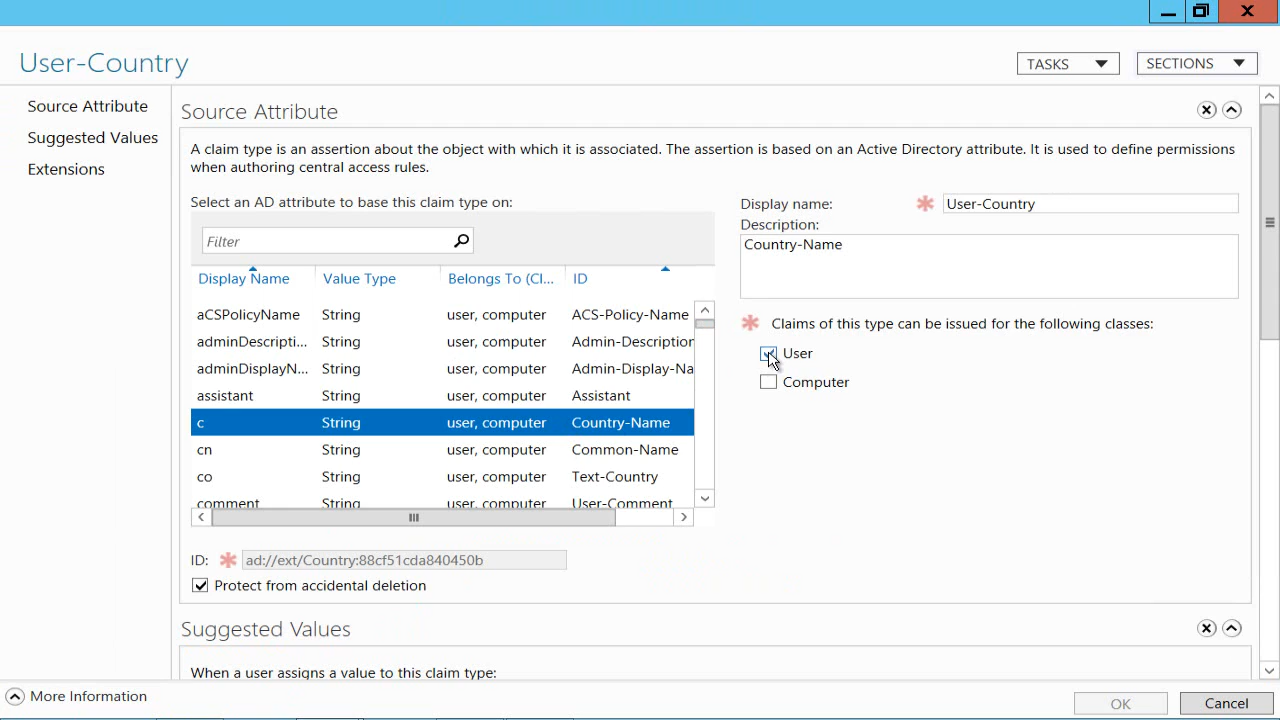 User-Country
TASKS
SECTIONS
Source Attribute
Suggested Values
Extensions
Source Attribute
A claim type is an assertion about the object with which it is associated. The assertion is based on an Active Directory attribute. It is used to define permissions
when authoring central access rules.
Select an AD attribute to base this claim type on:
Filter
Display Name Value Type Belongs To (Cl... ID
aCSPolicyName String user, computer ACS-Policy-Name
adminDescripti... String user, computer Admin-Description
adminDisplayN... String user, computer Admin-Display-Na
assistant String user, computer Assistant
c String user, computer Country-Name
cn String user, computer Common-Name
co String user, computer Text-Country
comment String user, computer User-Comment
ID: ad://ext/Country:88cf51cda840450b
Protect from accidental deletion
Display name: User-Country
Description:
Country-Name
Claims of this type can be issued for the following classes:
User
Computer
Suggested Values
When a user assigns a value to this claim type:
More Information
OK
Cancel